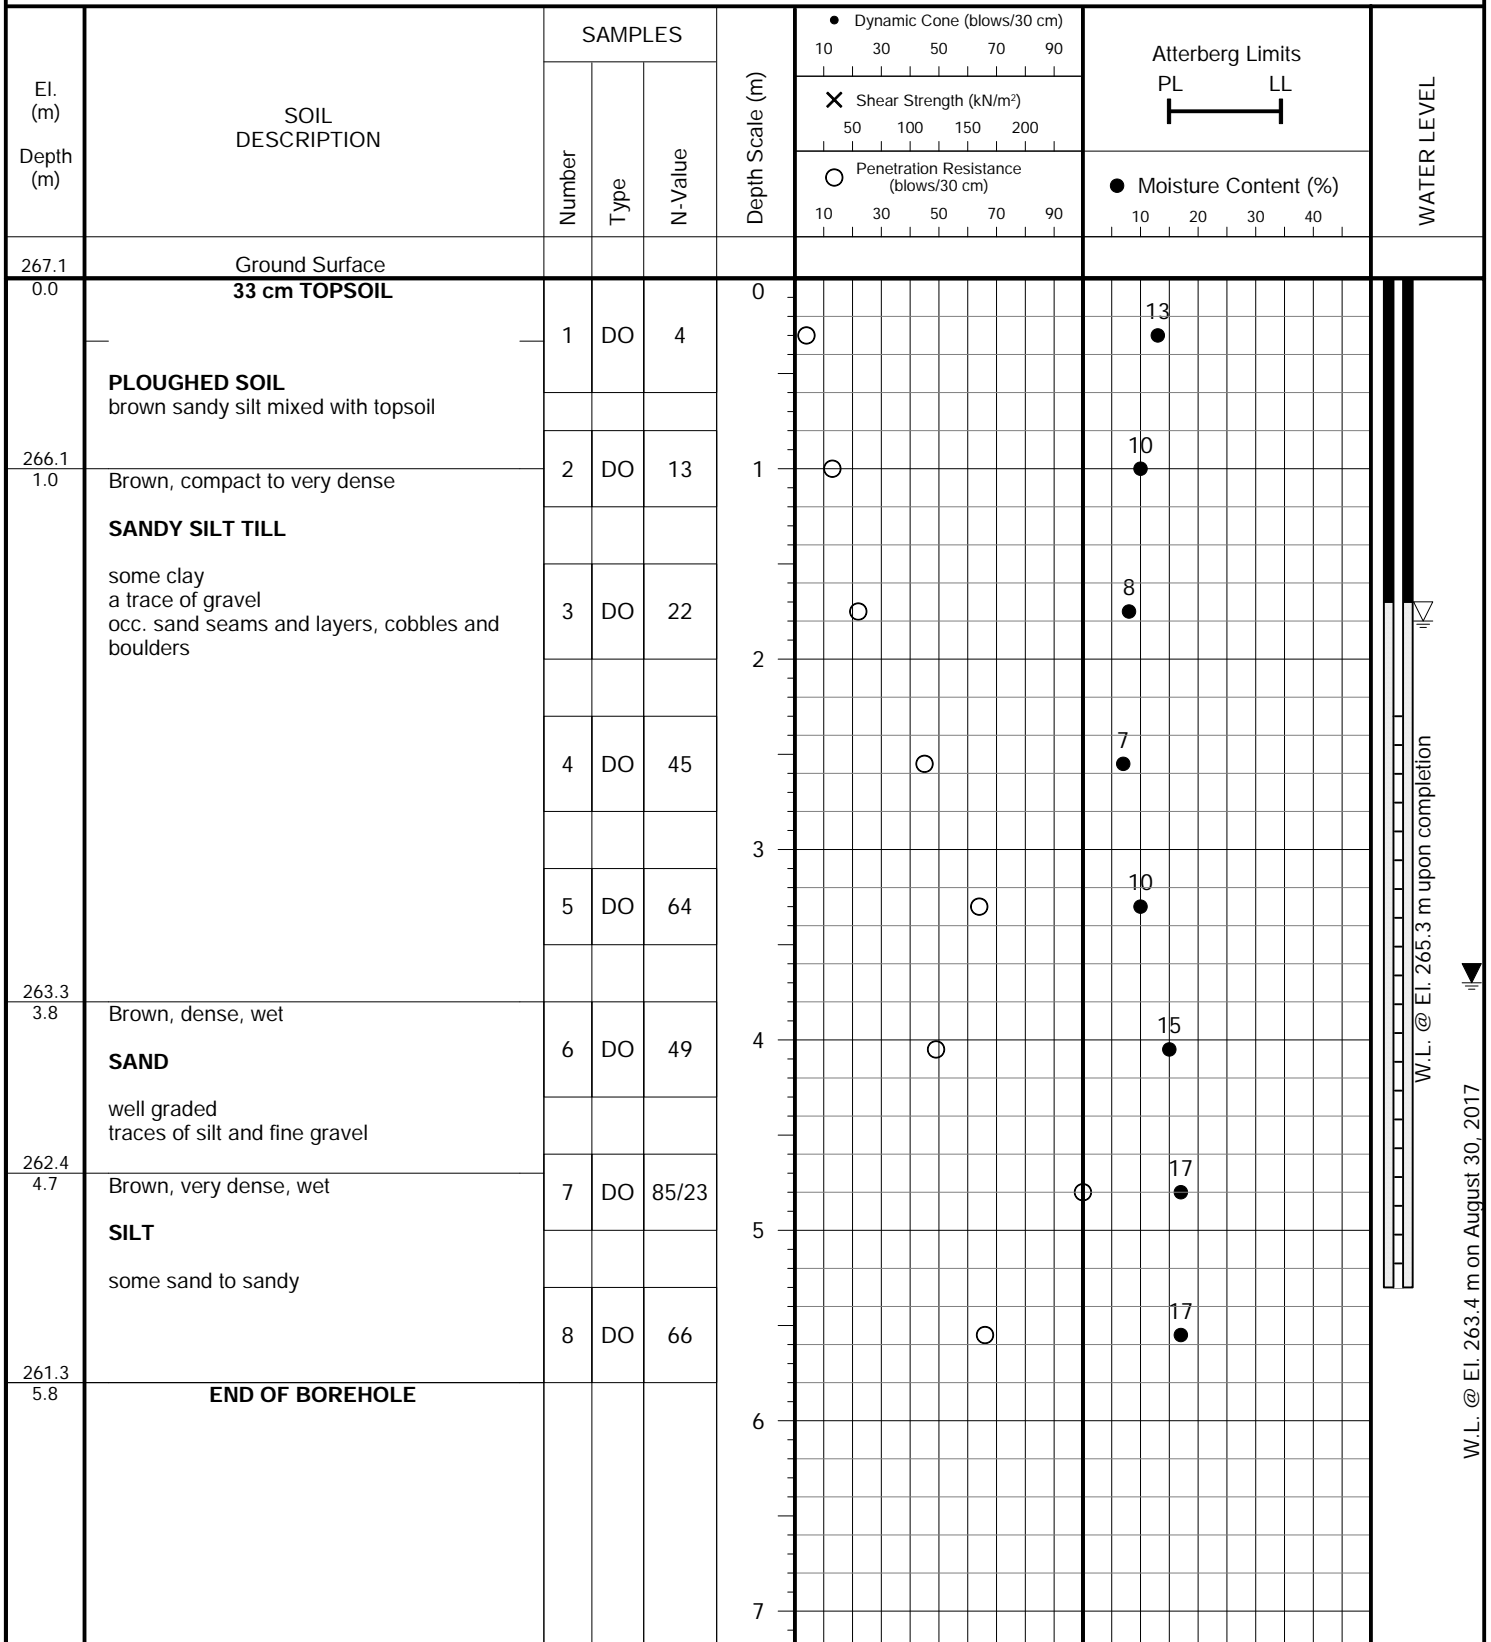 El.
(m)
Depth
(m)
SOIL
DESCRIPTION
SAMPLES
Number
Type
N-Value
Depth Scale (m)
Dynamic Cone (blows/30 cm)
10 30 50 70 90
Shear Strength (kN/m²)
50 100 150 200
Penetration Resistance
(blows/30 cm)
10 30 50 70 90
Atterberg Limits
PL LL
Moisture Content (%)
10 20 30 40
WATER LEVEL
267.1 Ground Surface
0.0 33 cm TOPSOIL 0
1 DO 4 13
PLOUGHED SOIL
brown sandy silt mixed with topsoil
266.1
1.0
2 DO 13 1 10
Brown, compact to very dense
SANDY SILT TILL
some clay
a trace of gravel
occ. sand seams and layers, cobbles and
boulders
3 DO 22 8
2
4 DO 45 7
3
5 DO 64 10
263.3
3.8 Brown, dense, wet
SAND
well graded
traces of silt and fine gravel
6 DO 49 4 15
262.4
4.7 Brown, very dense, wet
SILT
some sand to sandy
7 DO 85/23 17
5
8 DO 66 17
261.3
5.8 END OF BOREHOLE
6
7
W.L. @ El. 265.3 m upon completion
W.L. @ El. 263.4 m on August 30, 2017